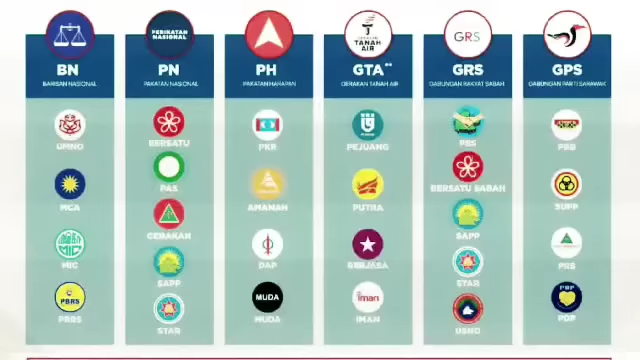 PERIKATAN
NASIONAL
TANAH
AIR
GRS
BN
BARISAN NASIONAL
PN
PAKATAN NASIONAL
PH
PAKATAN HARAPAN
GTA**
GERAKAN TANAH AIR
GRS
GABUNGAN RAKYAT SABAH
GPS
GABUNGAN PARTI SARAWAK
UMNO
MCA
MIC
PBRS
PBRS
BERSATU
PAS
GERAKAN
SAPP
STAR
PKR
AMANAH
DAP
MUDA
MUDA
PEJUANG
PUTRA
BERJASA
iman
IMAN
PBS
BERSATU SABAH
SAPP
STAR
USNO
PBB
SUPP
PRS
PDP
PDP